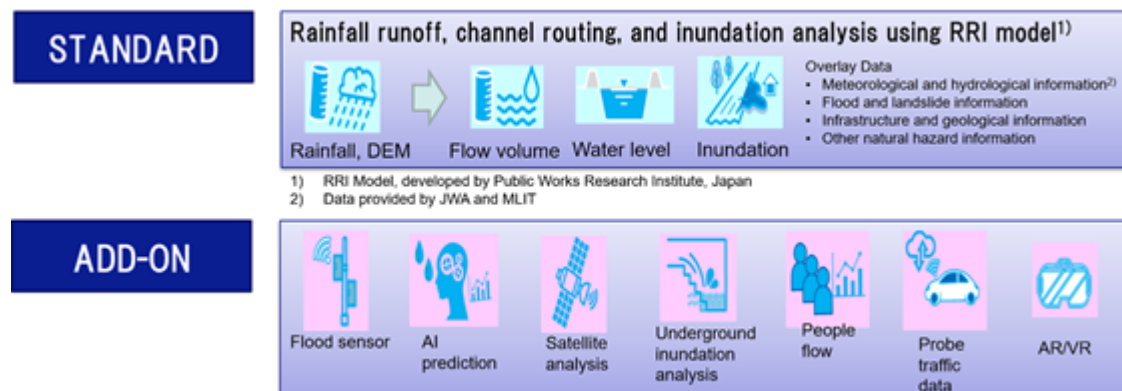 STANDARD
Rainfall runoff, channel routing, and inundation analysis using RRI model1)
Rainfall, DEM
Flow volume
Water level
Inundation
Overlay Data
• Meteorological and hydrological information2)
• Flood and landslide information
• Infrastructure and geological information
• Other natural hazard information
1) RRI Model, developed by Public Works Research Institute, Japan
2) Data provided by JWA and MLIT
ADD-ON
Flood sensor
AI
prediction
Satellite
analysis
Underground
inundation
analysis
People
flow
Probe
traffic
data
AR/VR